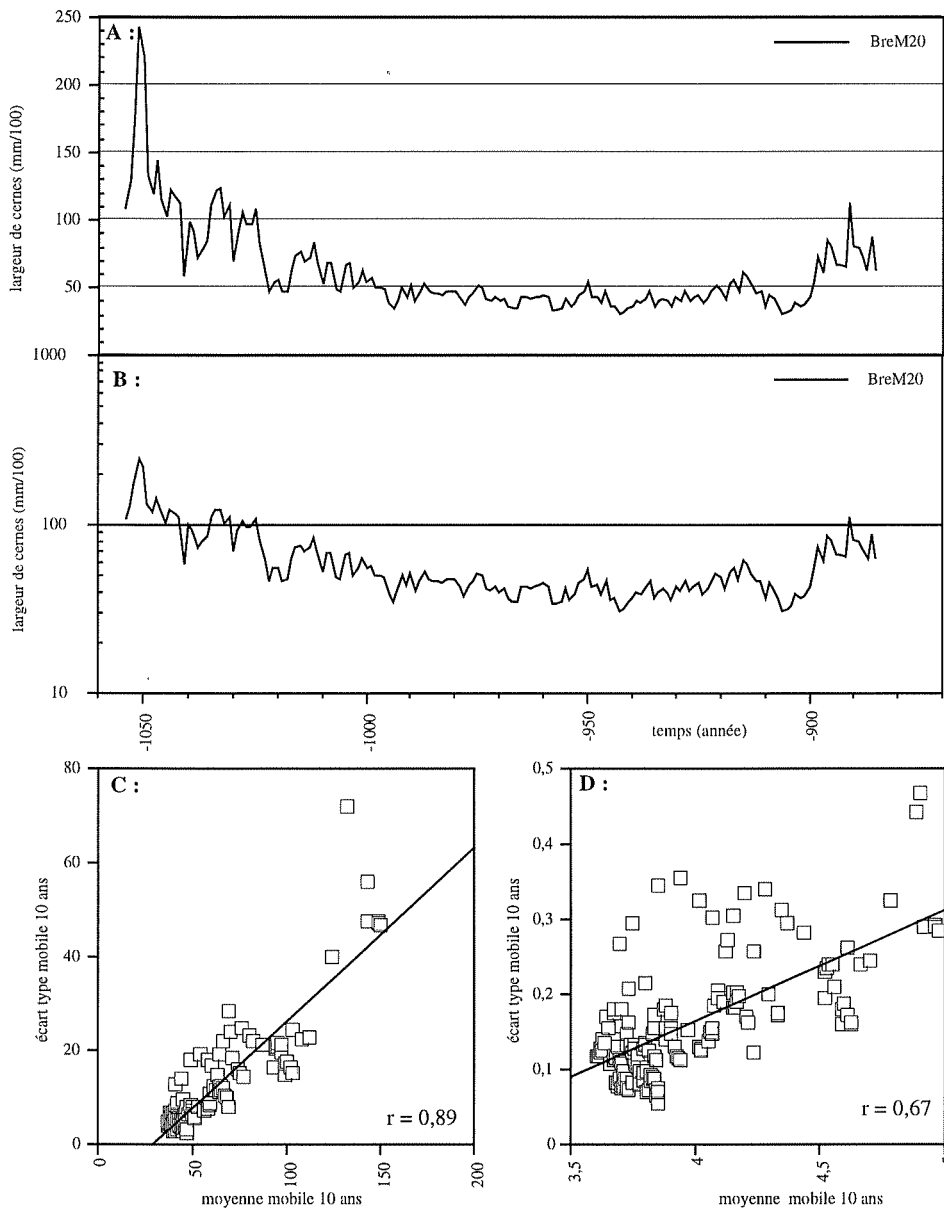 A :
BreM20
250
200
150
100
50
1000
largeur de cernes (mm/100)
B :
BreM20
100
10
largeur de cernes (mm/100)
-1050
-1000
-950
-900
temps (année)
C :
80
60
40
20
0
écart type mobile 10 ans
0
50
100
150
200
moyenne mobile 10 ans
r = 0,89
D :
0,5
0,4
0,3
0,2
0,1
0
écart type mobile 10 ans
3,5
4
4,5
moyenne mobile 10 ans
r = 0,67